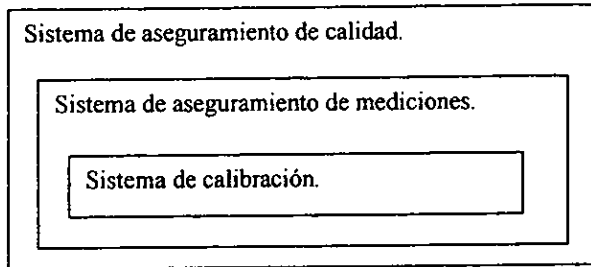 Sistema de aseguramiento de calidad.
Sistema de aseguramiento de mediciones.
Sistema de calibración.